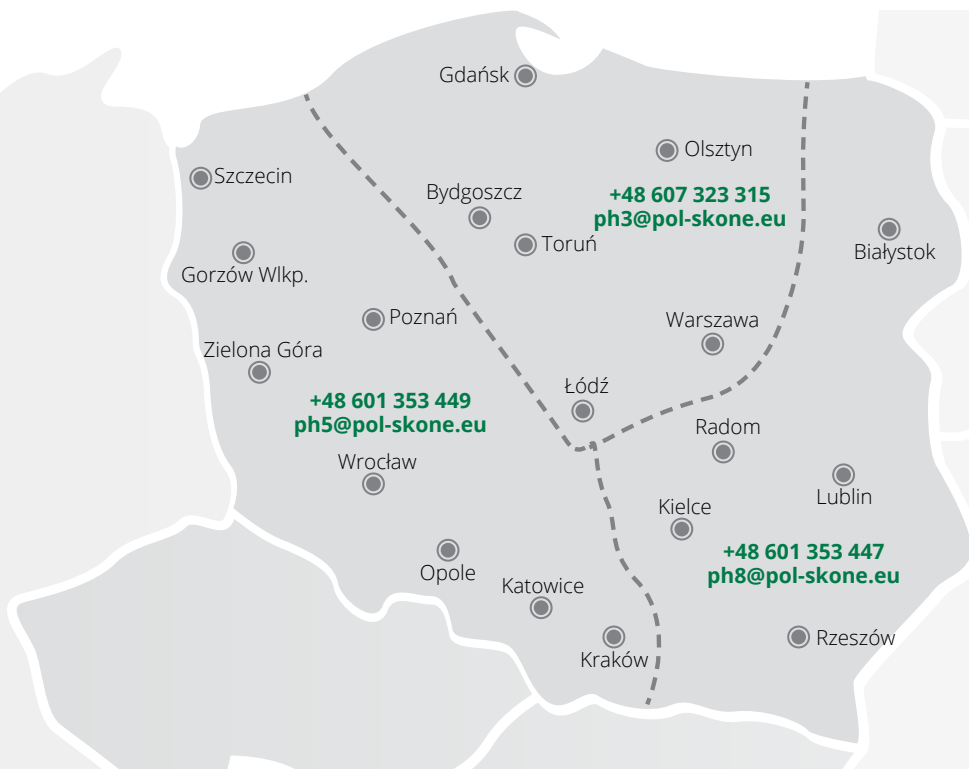 Gdańsk
Olsztyn
Szczecin
Bydgoszcz
+48 607 323 315
ph3@pol-skone.eu
Toruń
Białystok
Gorzów Wlkp.
Poznań
Warszawa
Zielona Góra
Łódź
+48 601 353 449
ph5@pol-skone.eu
Radom
Wrocław
Lublin
Kielce
+48 601 353 447
ph8@pol-skone.eu
Opole
Katowice
Rzeszów
Kraków